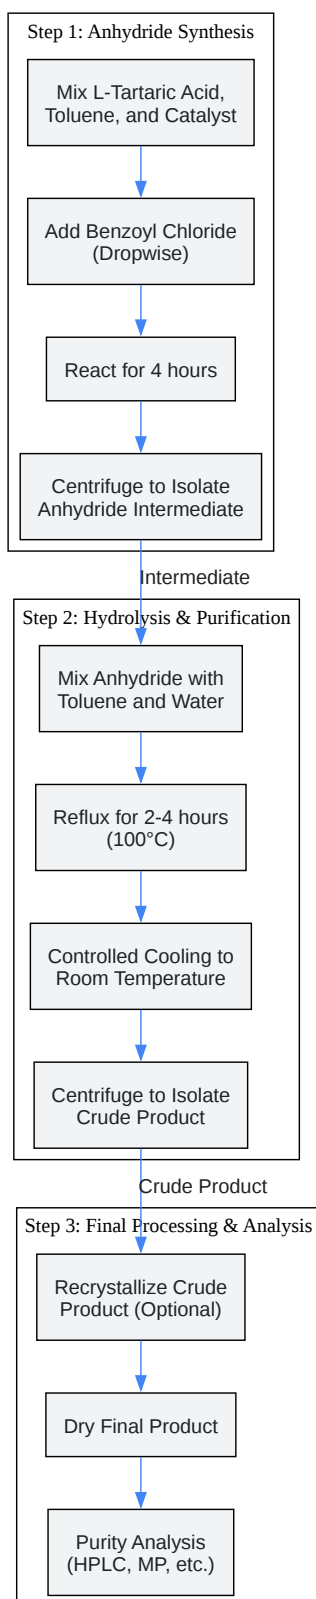 Step 1: Anhydride Synthesis
Mix L-Tartaric Acid,
Toluene, and Catalyst
Add Benzoyl Chloride
(Dropwise)
React for 4 hours
Centrifuge to Isolate
Anhydride Intermediate
Intermediate
Step 2: Hydrolysis & Purification
Mix Anhydride with
Toluene and Water
Reflux for 2-4 hours
(100°C)
Controlled Cooling to
Room Temperature
Centrifuge to Isolate
Crude Product
Crude Product
Step 3: Final Processing & Analysis
Recrystallize Crude
Product (Optional)
Dry Final Product
Purity Analysis
(HPLC, MP, etc.)